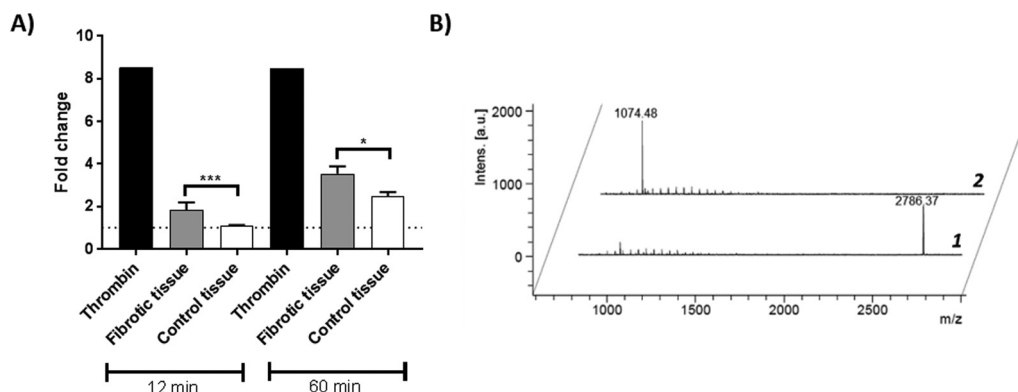 A)
Fold change
10
8
6
4
2
0
***
*
Thrombin
Fibrotic tissue
Control tissue
Thrombin
Fibrotic tissue
Control tissue
12 min
60 min
B)
Intens. [a.u.]
2000
1000
0
1074.48
2
2786.37
1
1000
1500
2000
2500
m/z